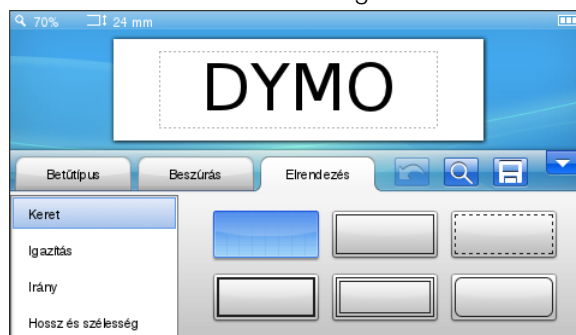 70% 24 mm
DYMO
Betűtípus Beszúrás Elrendezés
Keret
Igazítás
Irány
Hossz és szélesség